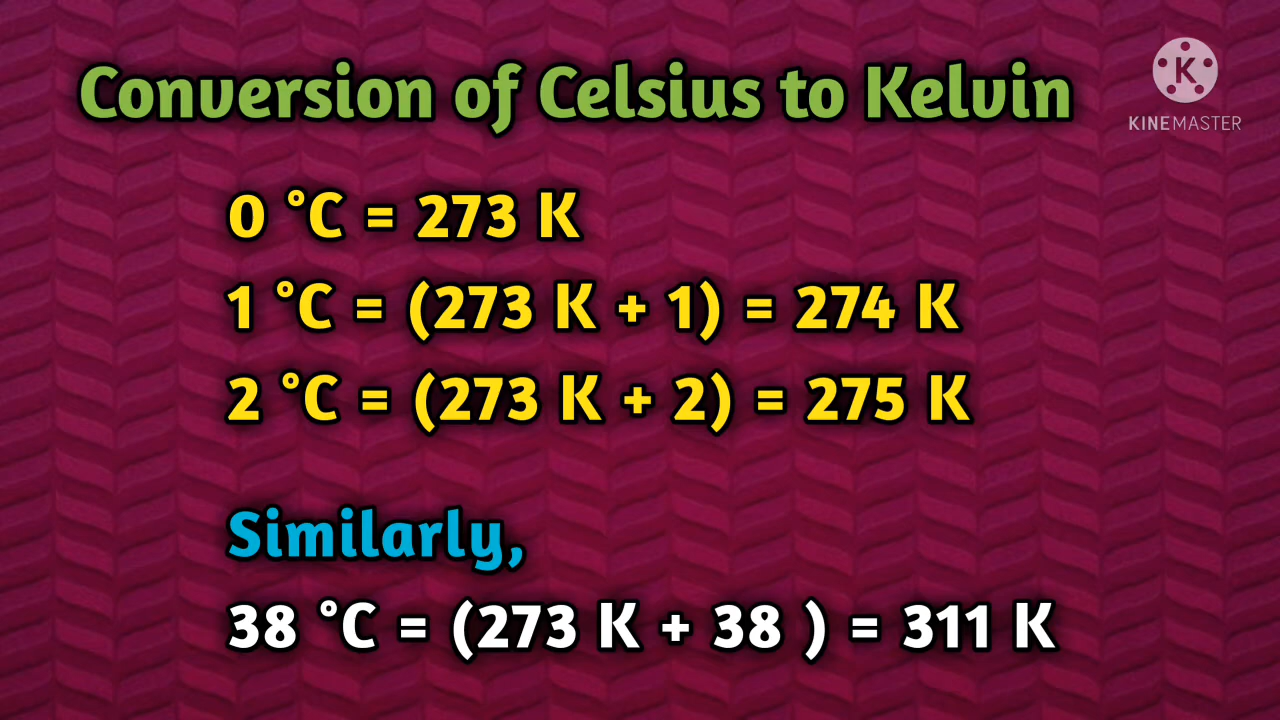 Conversion of Celsius to Kelvin
K
KINEMASTER
0 °C = 273 K
1 °C = (273 K + 1) = 274 K
2 °C = (273 K + 2) = 275 K
Similarly,
38 °C = (273 K + 38 ) = 311 K